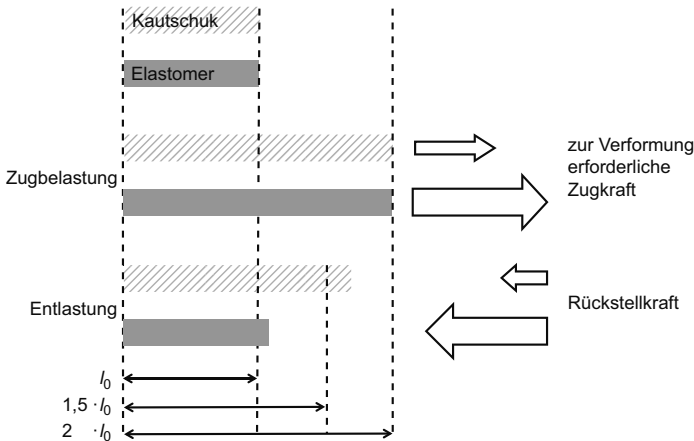 Kautschuk
Elastomer
Zugbelastung
zur Verformung
erforderliche
Zugkraft
Entlastung
Rückstellkraft
l₀
1,5 · l₀
2 · l₀